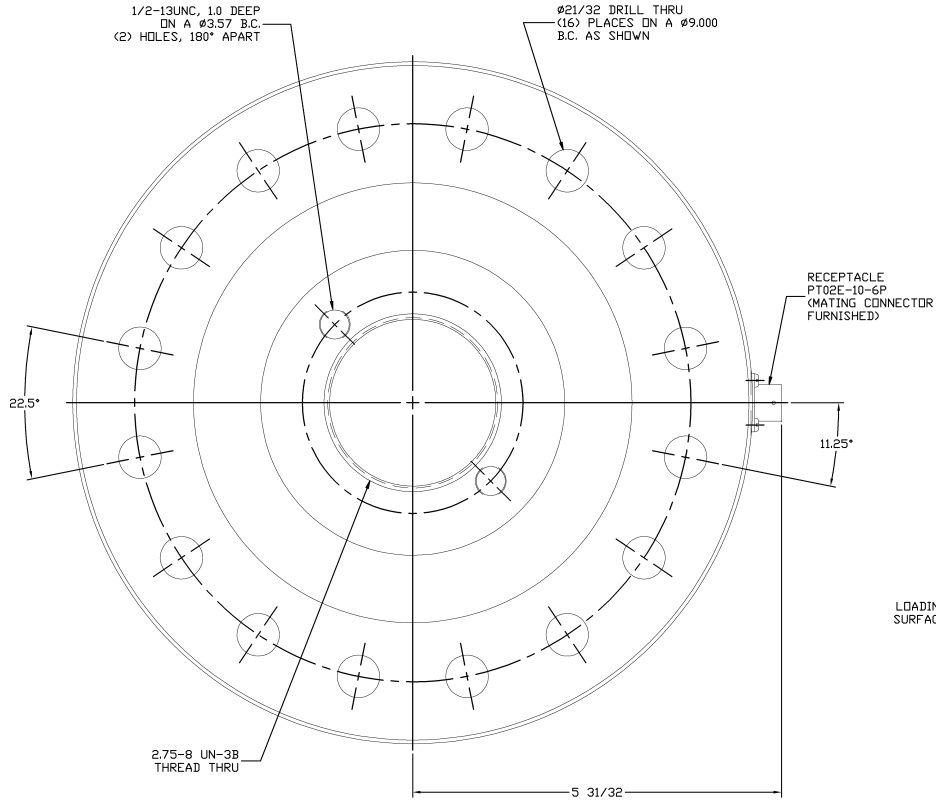 1/2-13UNC, 1.0 DEEP
ON A ø3.57 B.C.
(2) HOLES, 180° APART
ø21/32 DRILL THRU
(16) PLACES ON A ø9.000
B.C. AS SHOWN
RECEPTACLE
PT02E-10-6P
(MATING CONNECTOR
FURNISHED)
22.5°
11.25°
LOADIN
SURFAC
2.75-8 UN-3B
THREAD THRU
5 31/32